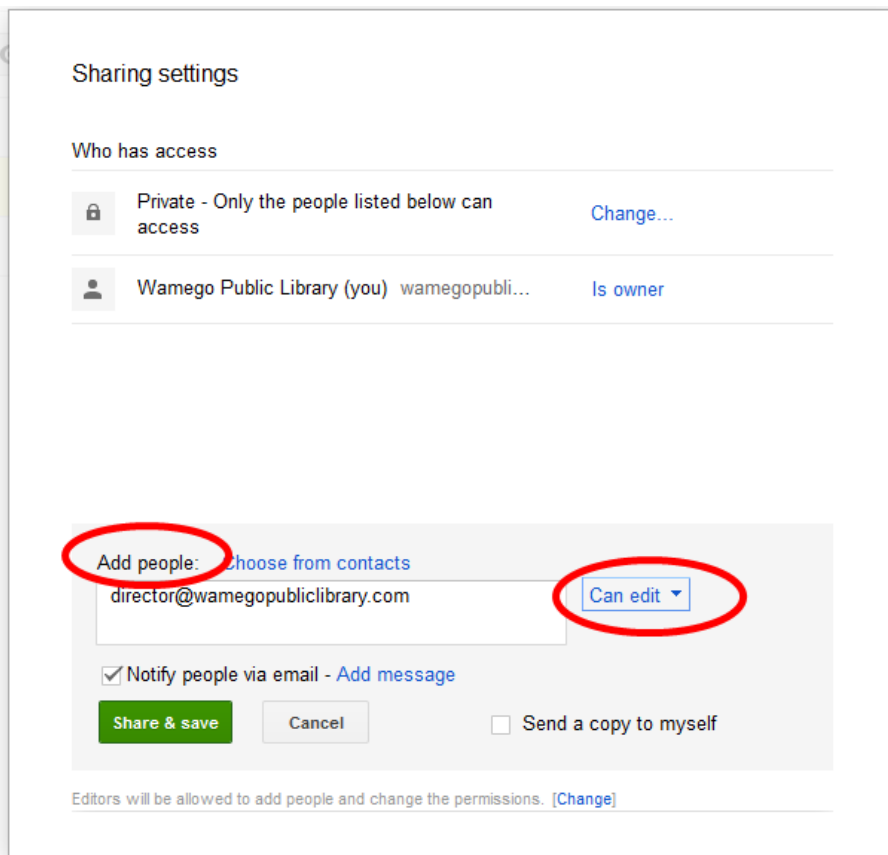 Sharing settings
Who has access
Private - Only the people listed below can
access
Change...
Wamego Public Library (you) wamegopubli... Is owner
Add people: Choose from contacts
director@wamegopubliclibrary.com Can edit
Notify people via email - Add message
Share & save Cancel Send a copy to myself
Editors will be allowed to add people and change the permissions. [Change]